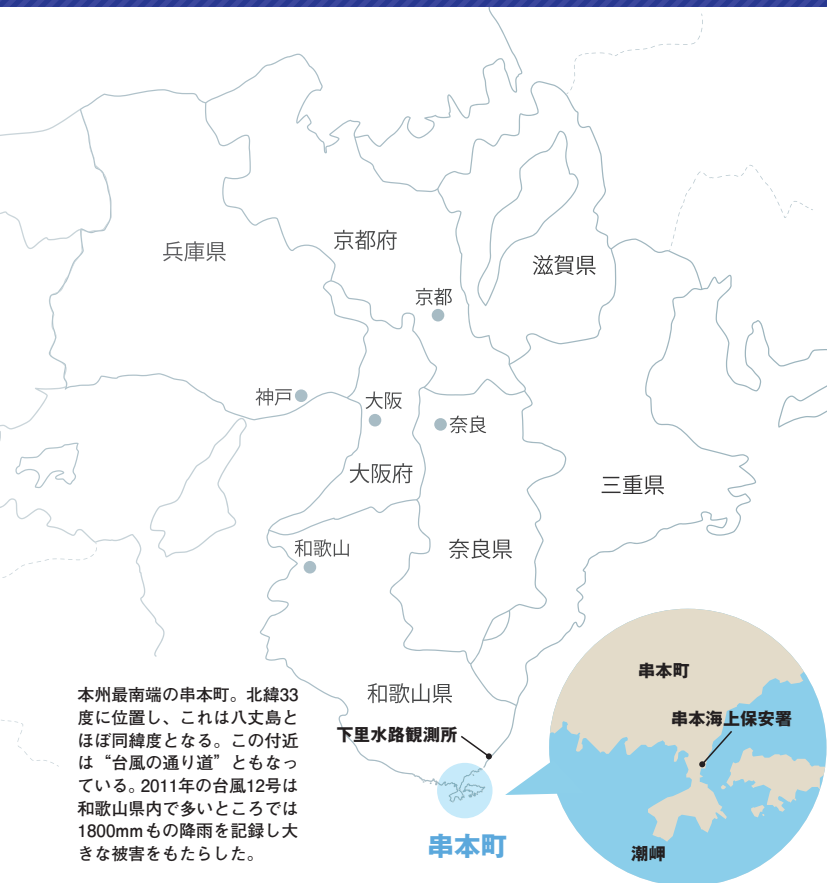 兵庫県
京都府
滋賀県
京都
神戸
大阪
奈良
大阪府
三重県
和歌山
奈良県
和歌山県
下里水路観測所
串本町
本州最南端の串本町。北緯33
度に位置し、これは八丈島と
ほぼ同緯度となる。この付近
は“台風の通り道”ともなっ
ている。2011年の台風12号は
和歌山県内で多いところでは
1800mmもの降雨を記録し大
きな被害をもたらした。
串本町
串本海上保安署
潮岬